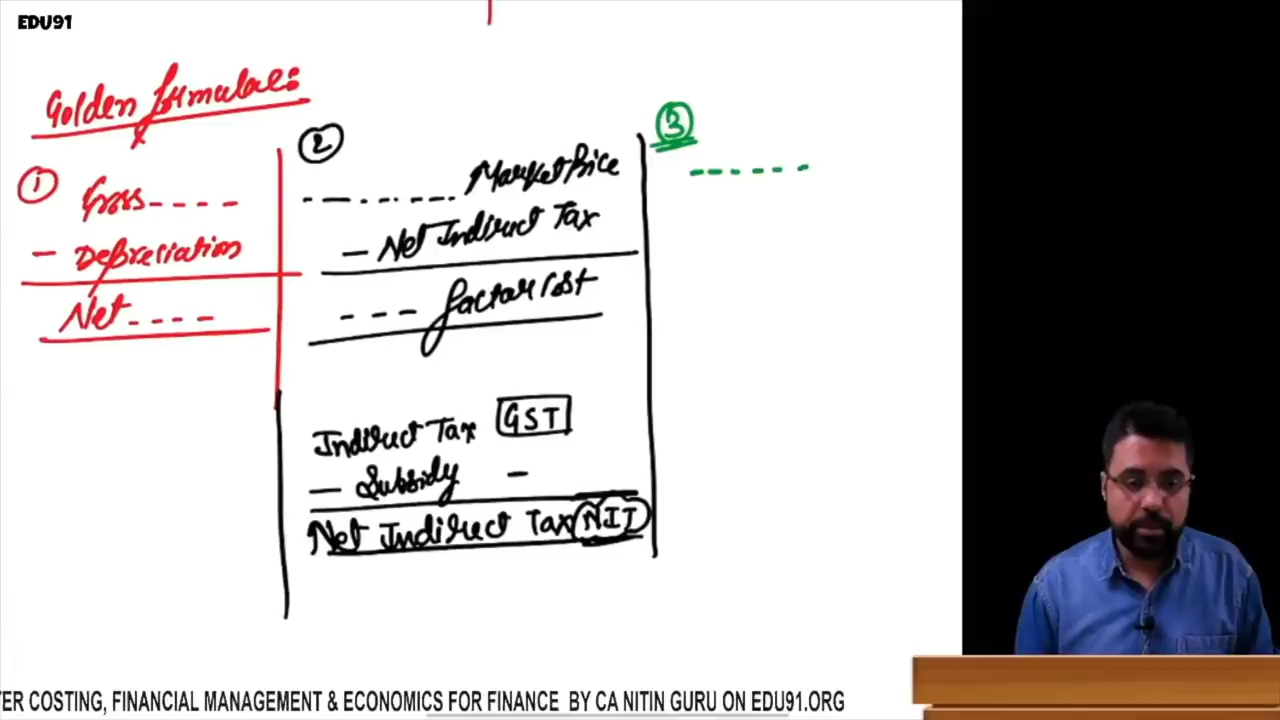 EDU91
Golden formulae:
① Gross ----
- Depreciation
Net ----
②
-------- Market Price
- Net Indirect Tax
--- Factor Cost
Indirect Tax GST
- Subsidy -
Net Indirect Tax NIT
③
------
TER COSTING, FINANCIAL MANAGEMENT & ECONOMICS FOR FINANCE BY CA NITIN GURU ON EDU91.ORG